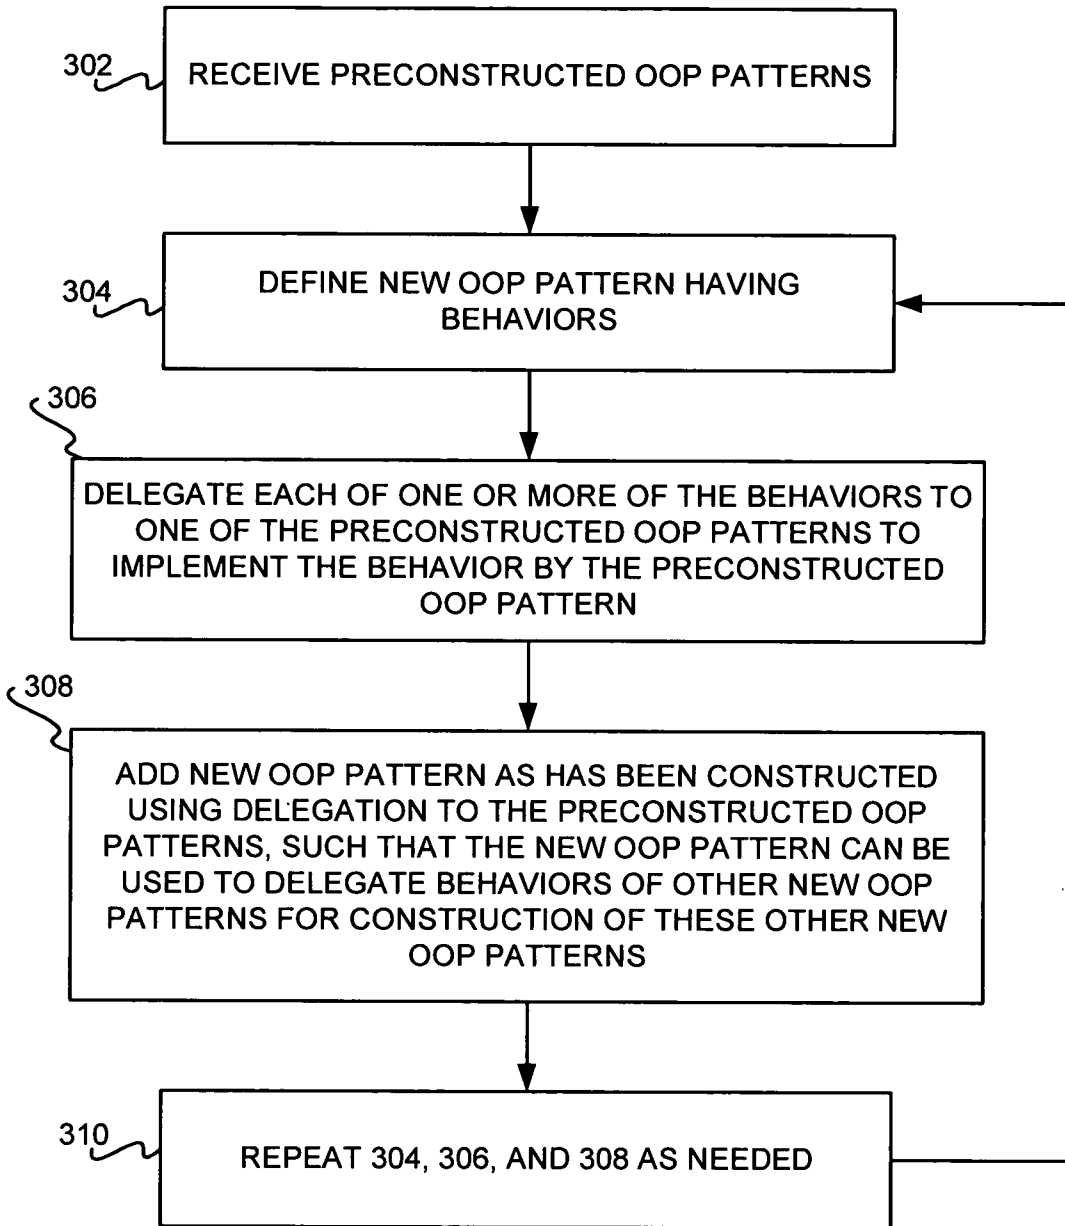 302
RECEIVE PRECONSTRUCTED OOP PATTERNS
304
DEFINE NEW OOP PATTERN HAVING
BEHAVIORS
306
DELEGATE EACH OF ONE OR MORE OF THE BEHAVIORS TO
ONE OF THE PRECONSTRUCTED OOP PATTERNS TO
IMPLEMENT THE BEHAVIOR BY THE PRECONSTRUCTED
OOP PATTERN
308
ADD NEW OOP PATTERN AS HAS BEEN CONSTRUCTED
USING DELEGATION TO THE PRECONSTRUCTED OOP
PATTERNS, SUCH THAT THE NEW OOP PATTERN CAN BE
USED TO DELEGATE BEHAVIORS OF OTHER NEW OOP
PATTERNS FOR CONSTRUCTION OF THESE OTHER NEW
OOP PATTERNS
310
REPEAT 304, 306, AND 308 AS NEEDED